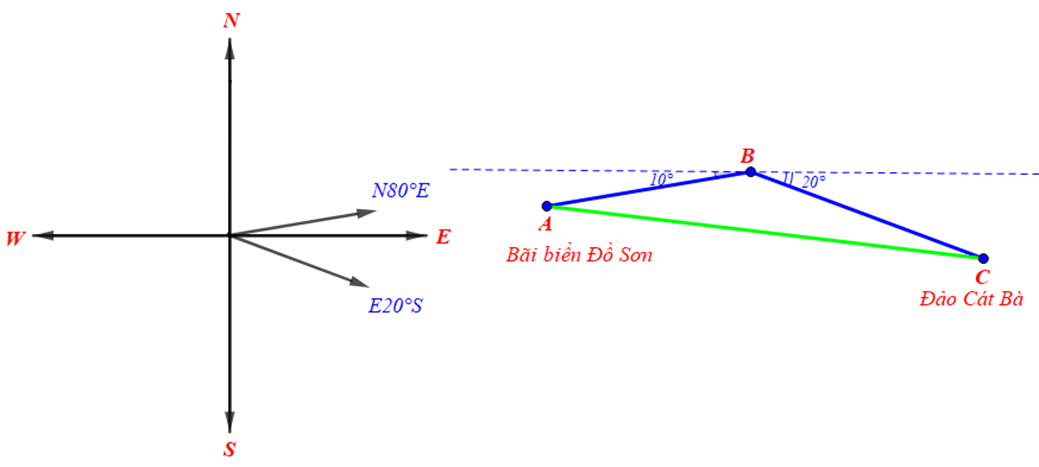 N
N80°E
W
E
E20°S
S
B
10°
20°
A
Bãi biển Đồ Sơn
C
Đảo Cát Bà